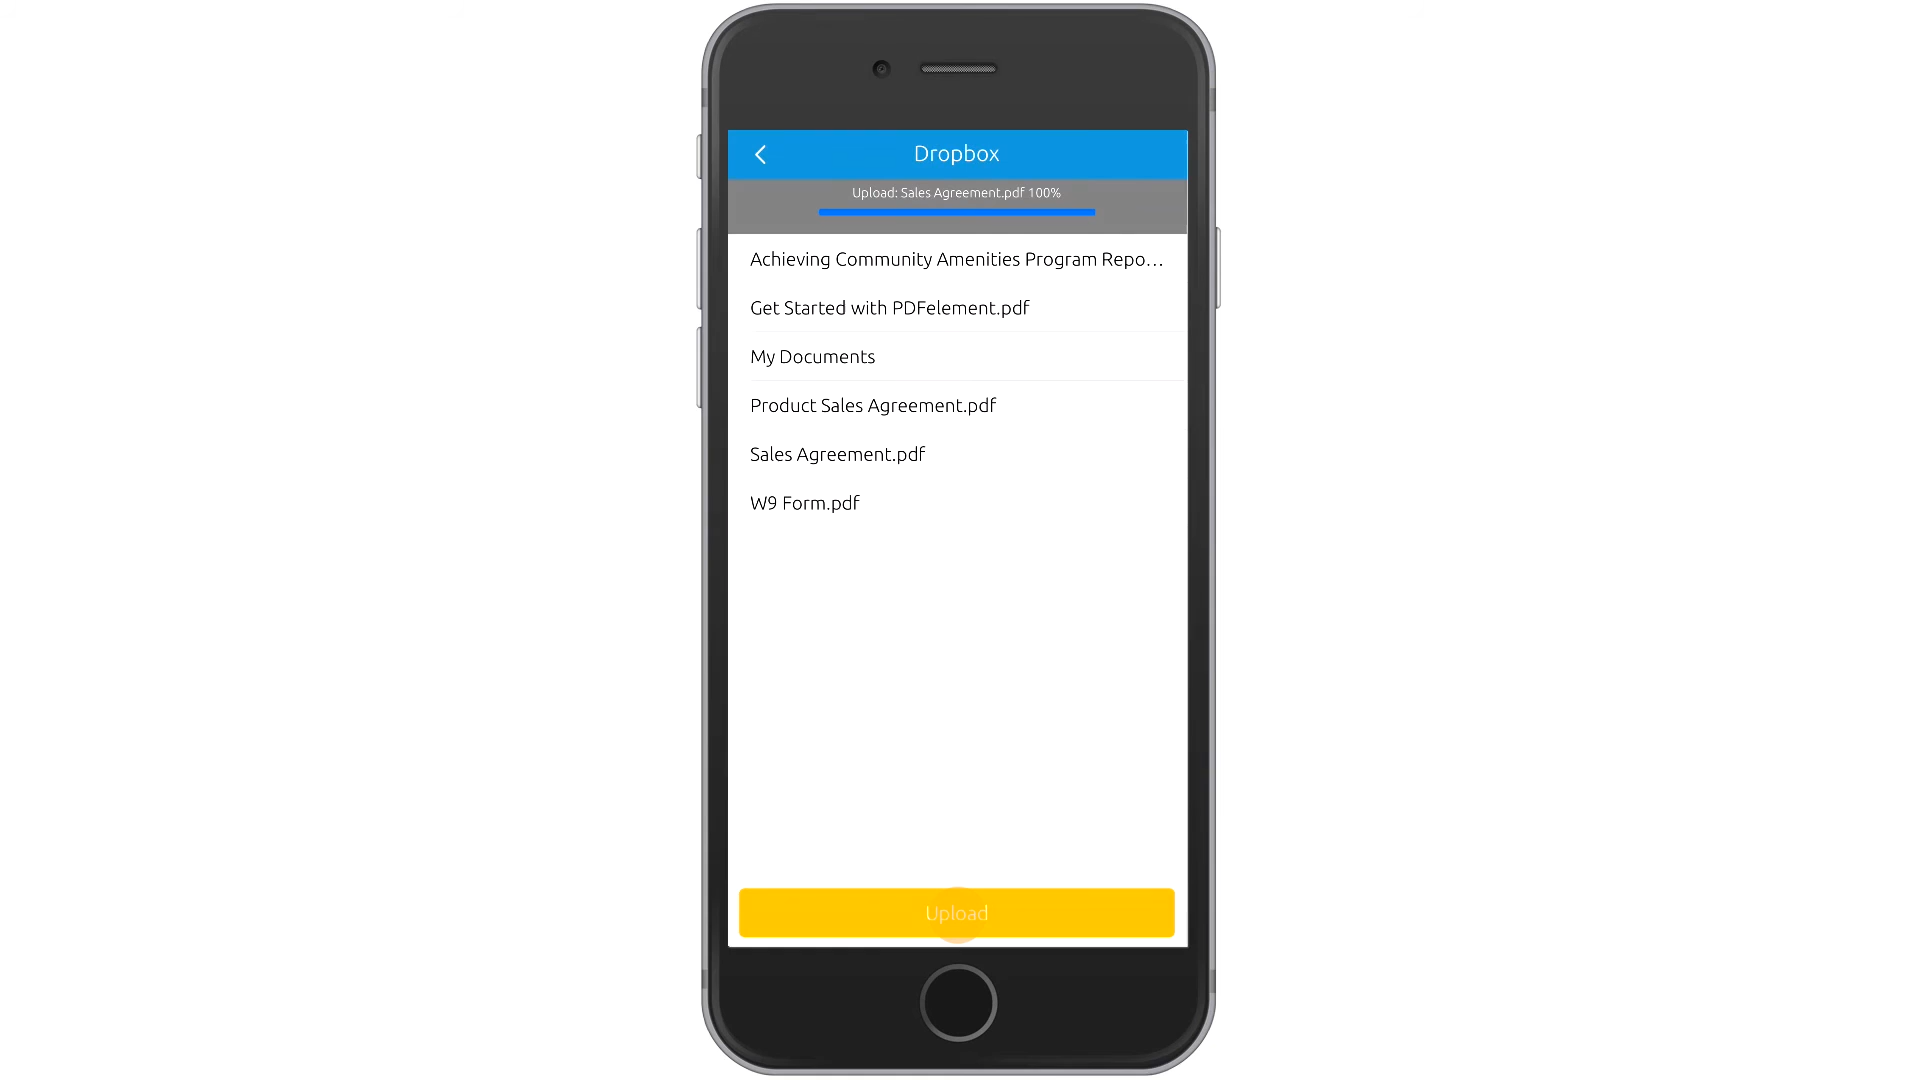 Dropbox
Upload: Sales Agreement.pdf 100%
Achieving Community Amenities Program Repo...
Get Started with PDFelement.pdf
My Documents
Product Sales Agreement.pdf
Sales Agreement.pdf
W9 Form.pdf
Upload